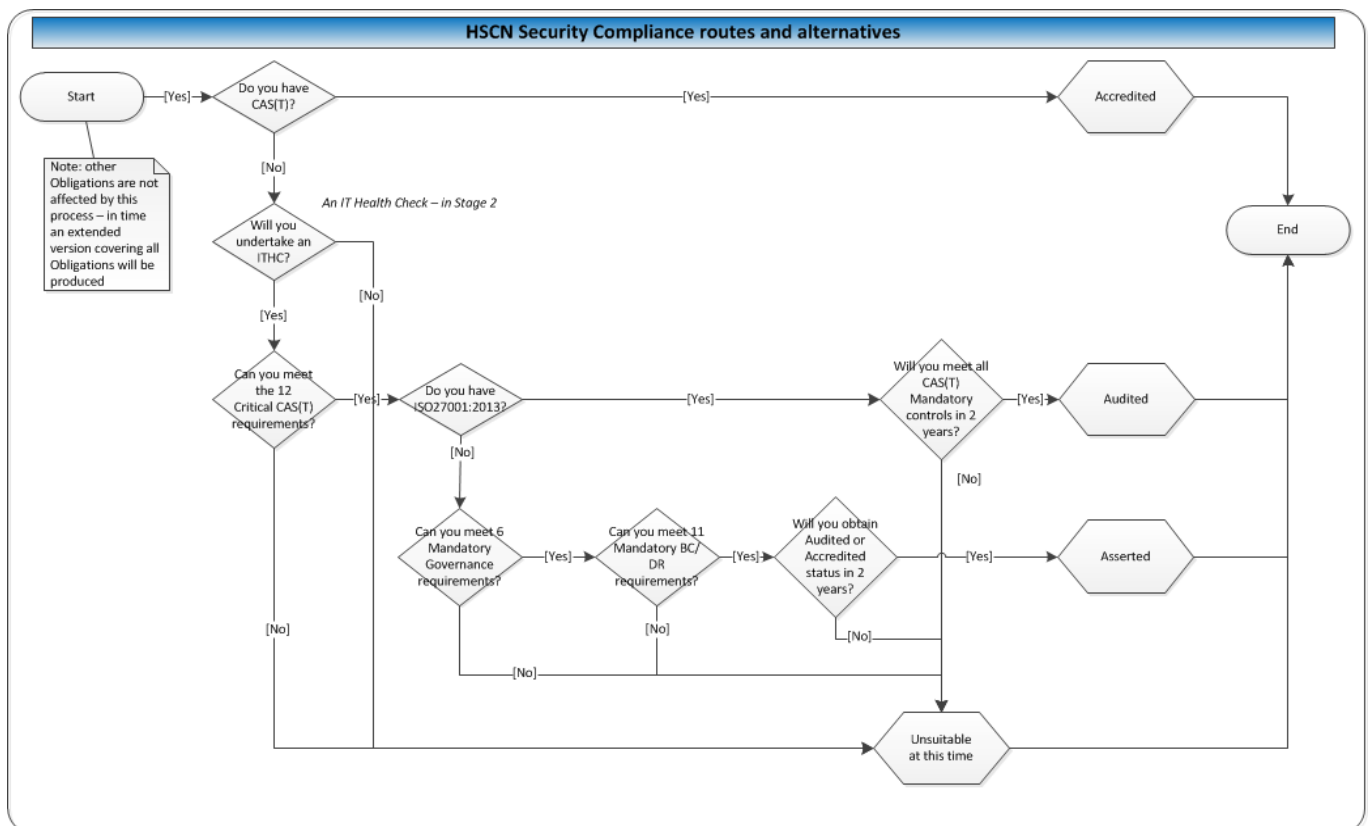 HSCN Security Compliance routes and alternatives
Start
[Yes]
Do you have
CAS(T)?
[Yes]
Accredited
[No]
Note: other
Obligations are not
affected by this
process – in time
an extended
version covering all
Obligations will be
produced
An IT Health Check – in Stage 2
Will you
undertake an
ITHC?
End
[No]
[Yes]
Can you meet
the 12
Critical CAS(T)
requirements?
[Yes]
Do you have
ISO27001:2013?
[Yes]
Will you meet all
CAS(T)
Mandatory
controls in 2
years?
[Yes]
Audited
[No]
[No]
Can you meet 6
Mandatory
Governance
requirements?
[Yes]
Can you meet 11
Mandatory BC/
DR
requirements?
[Yes]
Will you obtain
Audited or
Accredited
status in 2
years?
[Yes]
Asserted
[No]
[No]
[No]
[No]
Unsuitable
at this time